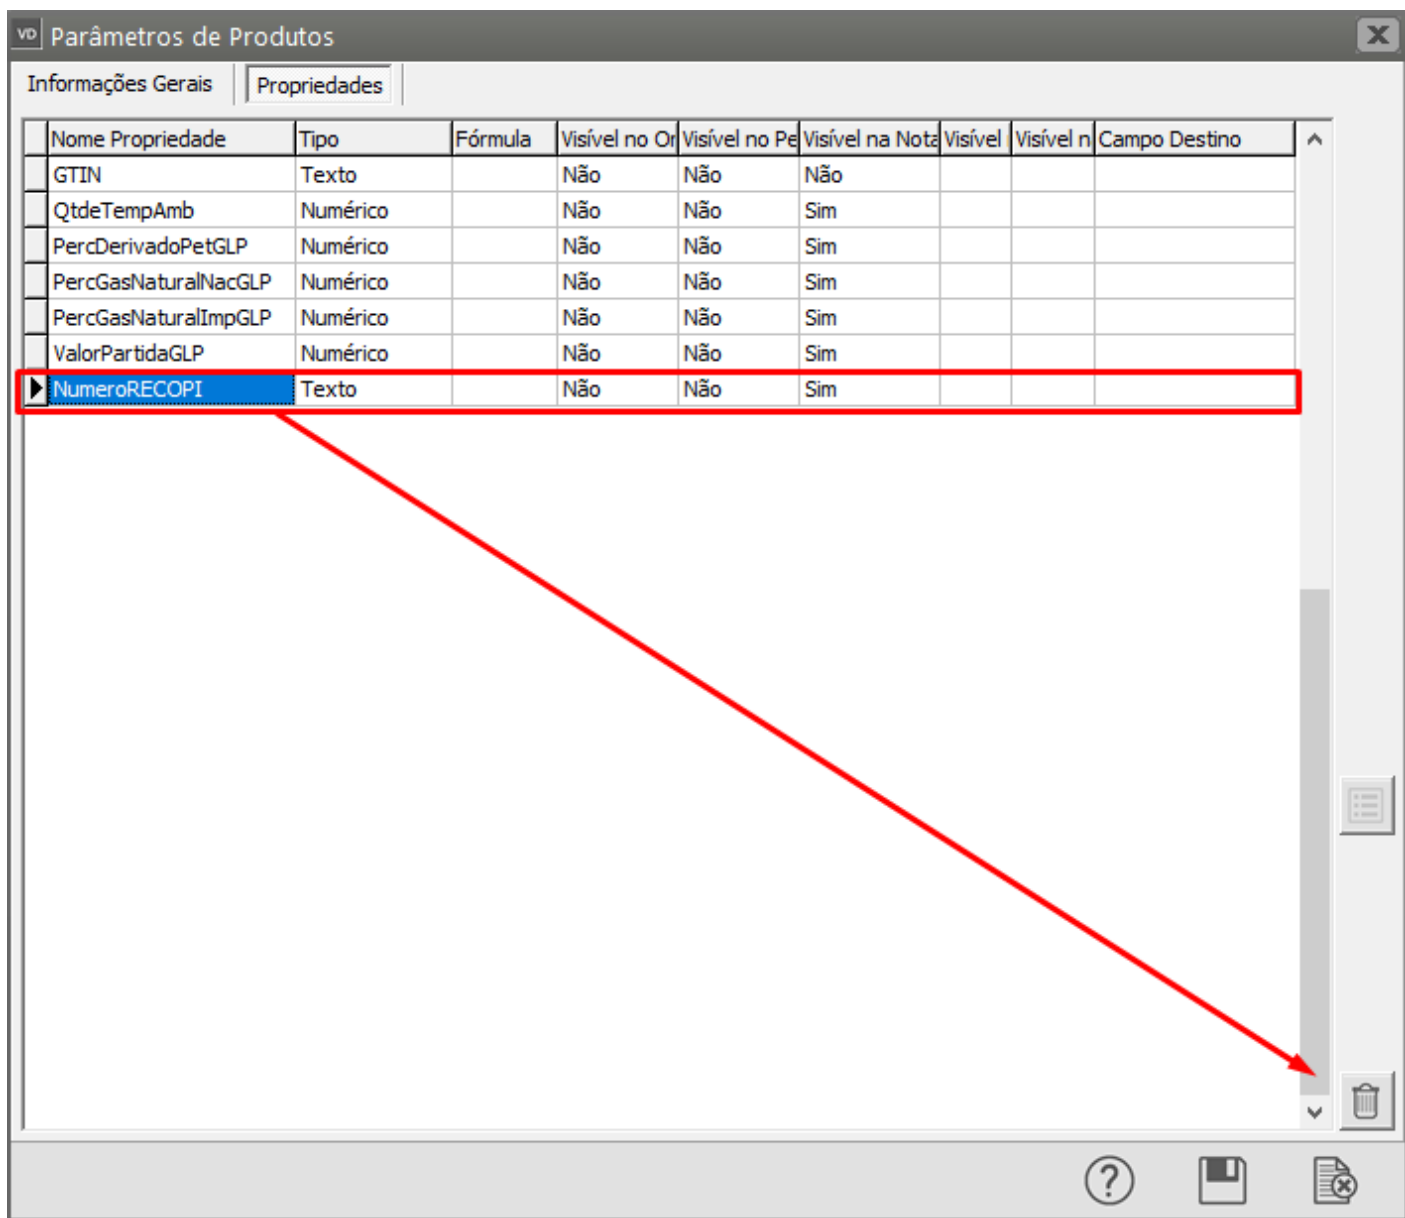 VD Parâmetros de Produtos
Informações Gerais Propriedades
Nome Propriedade Tipo Fórmula Visível no Or Visível no Pe Visível na Nota Visível Visível n Campo Destino
GTIN Texto Não Não Não
QtdeTempAmb Numérico Não Não Sim
PercDerivadoPetGLP Numérico Não Não Sim
PercGasNaturalNacGLP Numérico Não Não Sim
PercGasNaturalImpGLP Numérico Não Não Sim
ValorPartidaGLP Numérico Não Não Sim
NumeroRECOPI Texto Não Não Sim